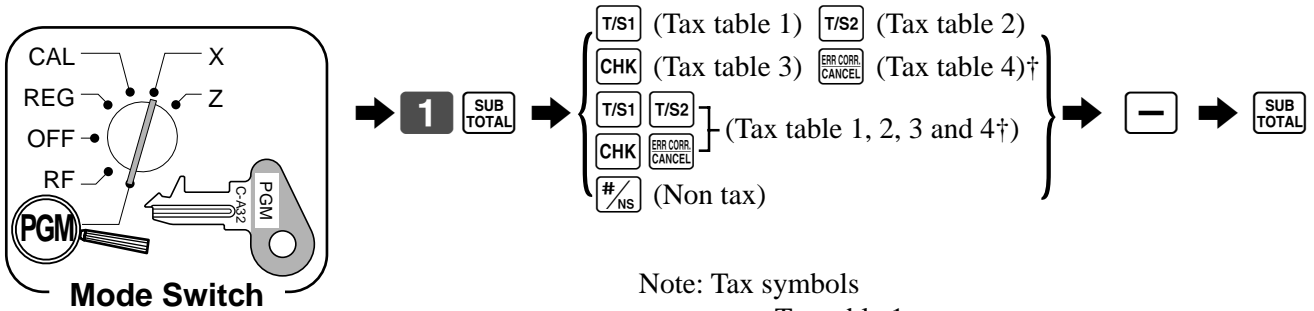 CAL
X
REG
Z
OFF
RF
PGM
PGM
C-A32
Mode Switch
1 SUB TOTAL
T/S1 (Tax table 1) T/S2 (Tax table 2)
CHK (Tax table 3) ERR CORR. CANCEL (Tax table 4)†
T/S1 T/S2
(Tax table 1, 2, 3 and 4†)
CHK ERR CORR. CANCEL
#/NS (Non tax)
− SUB TOTAL
Note: Tax symbols